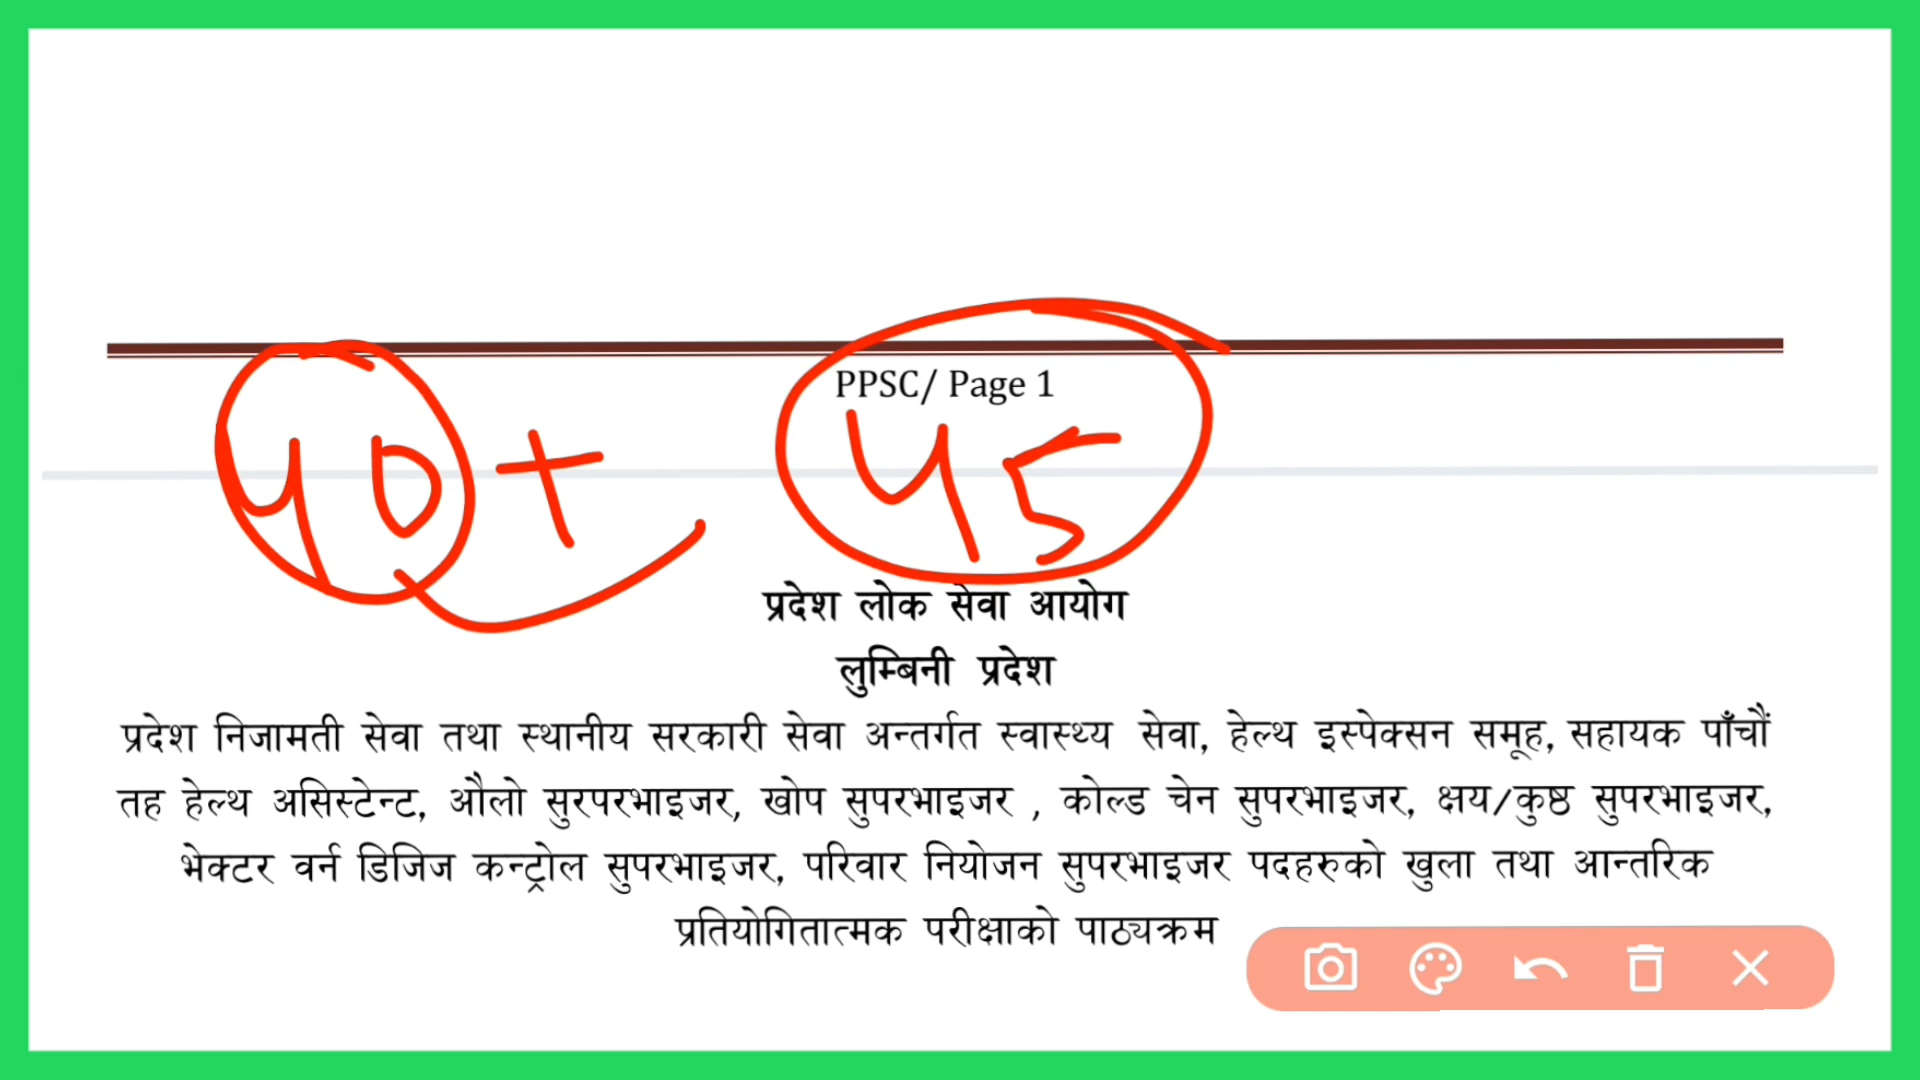 PPSC/ Page 1
40+ 45
प्रदेश लोक सेवा आयोग
लुम्बिनी प्रदेश
प्रदेश निजामती सेवा तथा स्थानीय सरकारी सेवा अन्तर्गत स्वास्थ्य सेवा, हेल्थ इस्पेक्सन समूह, सहायक पाँचौं
तह हेल्थ असिस्टेन्ट, औलो सुरपरभाइजर, खोप सुपरभाइजर , कोल्ड चेन सुपरभाइजर, क्षय/कुष्ठ सुपरभाइजर,
भेक्टर वर्न डिजिज कन्ट्रोल सुपरभाइजर, परिवार नियोजन सुपरभाइजर पदहरुको खुला तथा आन्तरिक
प्रतियोगितात्मक परीक्षाको पाठ्यक्रम